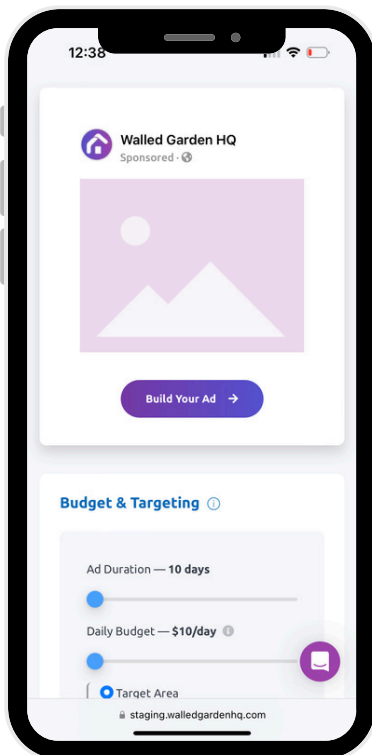 12:38
Walled Garden HQ
Sponsored ·
Build Your Ad →
Budget & Targeting
Ad Duration — 10 days
Daily Budget — $10/day
Target Area
staging.walledgardenhq.com